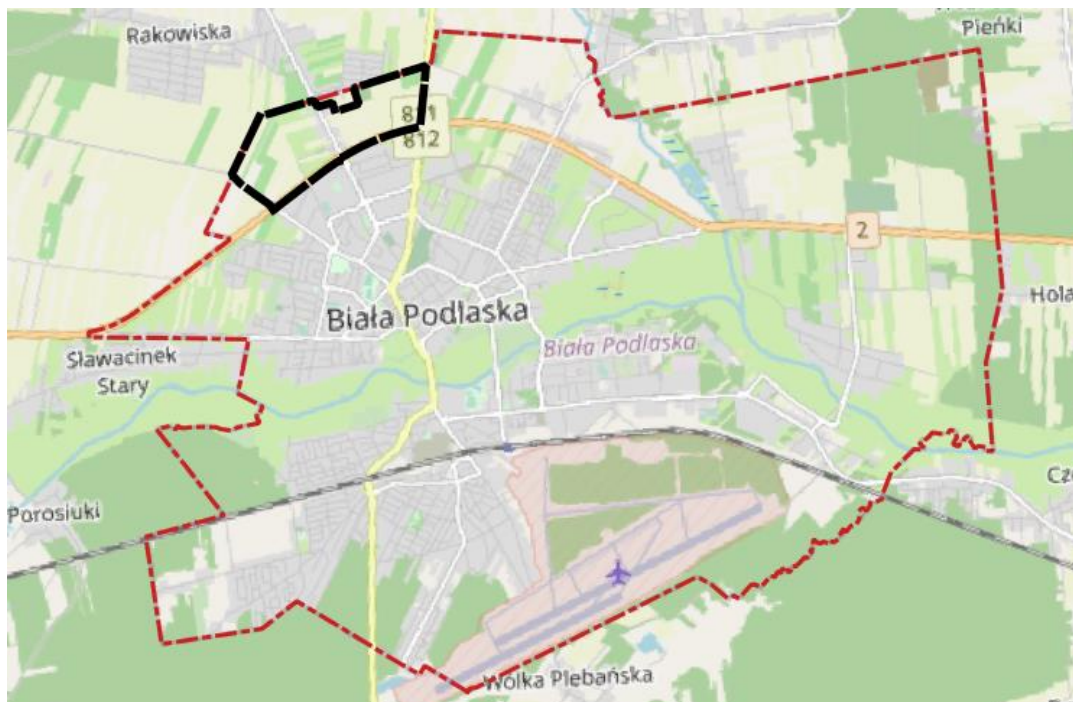 Rakowiska
Pieńki
812
2
Biała Podlaska
Hola
Biała Podlaska
Sławacinek
Stary
Porosiuki
Wólka Plebańska